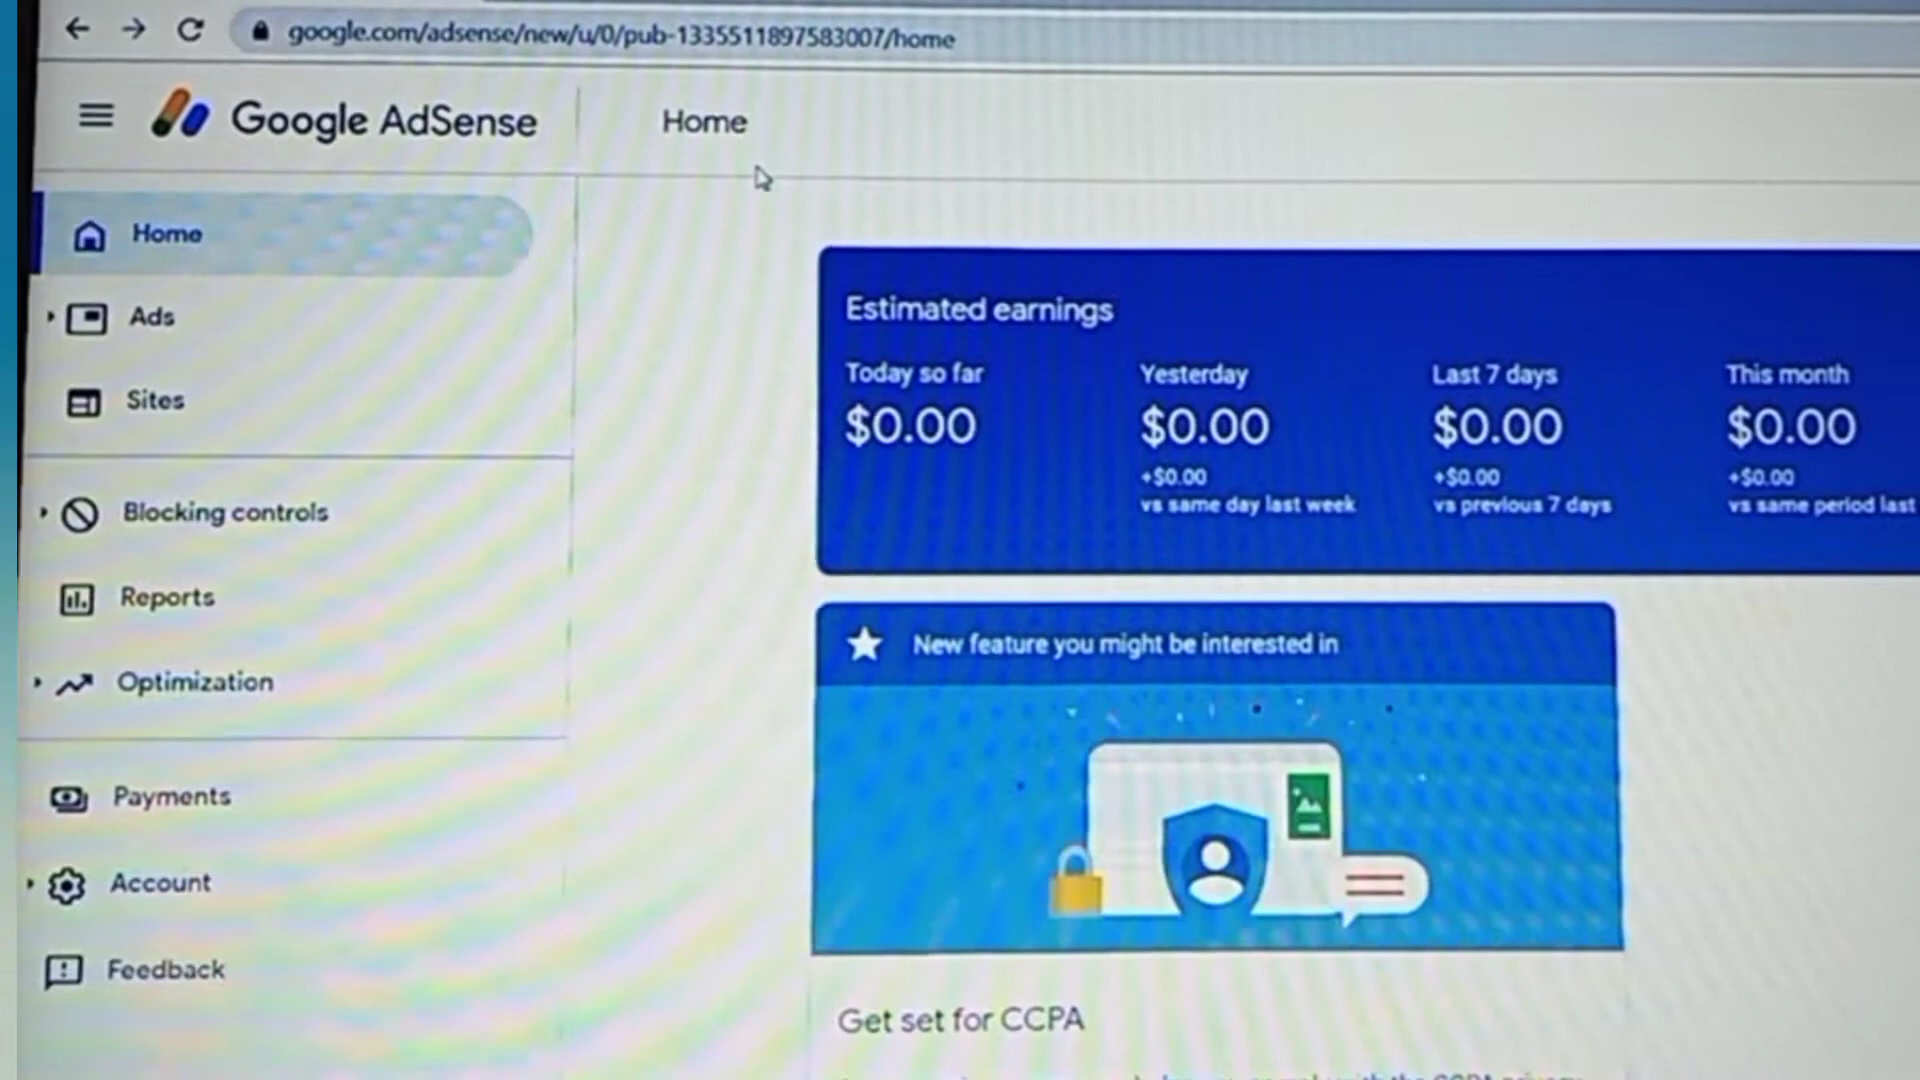 google.com/adsense/new/u/0/pub-1335511897583007/home
Google AdSense
Home
Home
Ads
Sites
Blocking controls
Reports
Optimization
Payments
Account
Feedback
Estimated earnings
Today so far
$0.00
Yesterday
$0.00
+$0.00
vs same day last week
Last 7 days
$0.00
+$0.00
vs previous 7 days
This month
$0.00
+$0.00
vs same period last
New feature you might be interested in
Get set for CCPA